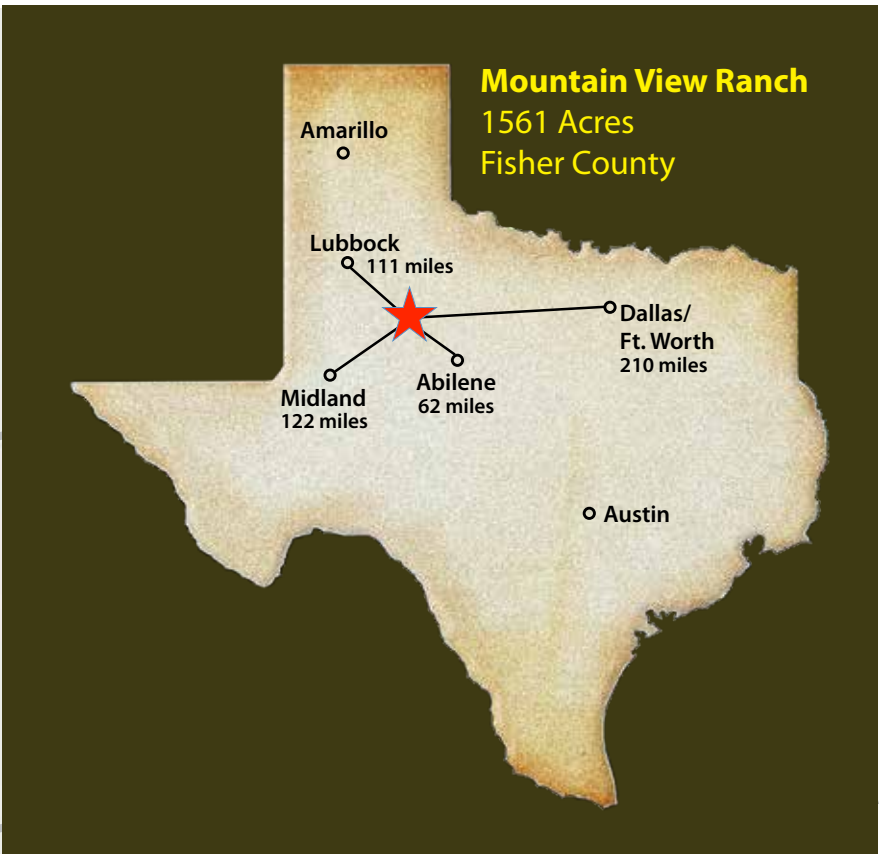 Mountain View Ranch
1561 Acres
Fisher County
Amarillo
Lubbock
111 miles
Dallas/
Ft. Worth
210 miles
Midland
122 miles
Abilene
62 miles
Austin